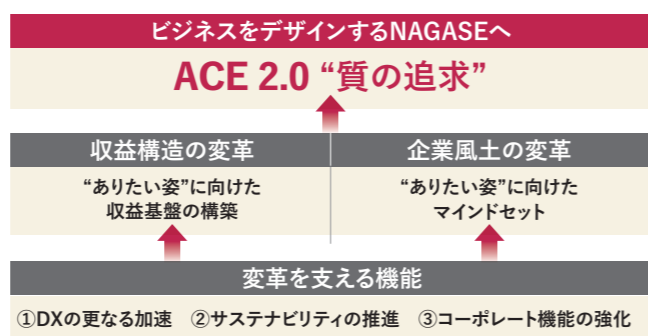 ビジネスをデザインするNAGASEへ
ACE 2.0 “質の追求”
収益構造の変革
“ありたい姿”に向けた
収益基盤の構築
企業風土の変革
“ありたい姿”に向けた
マインドセット
変革を支える機能
①DXの更なる加速 ②サステナビリティの推進 ③コーポレート機能の強化